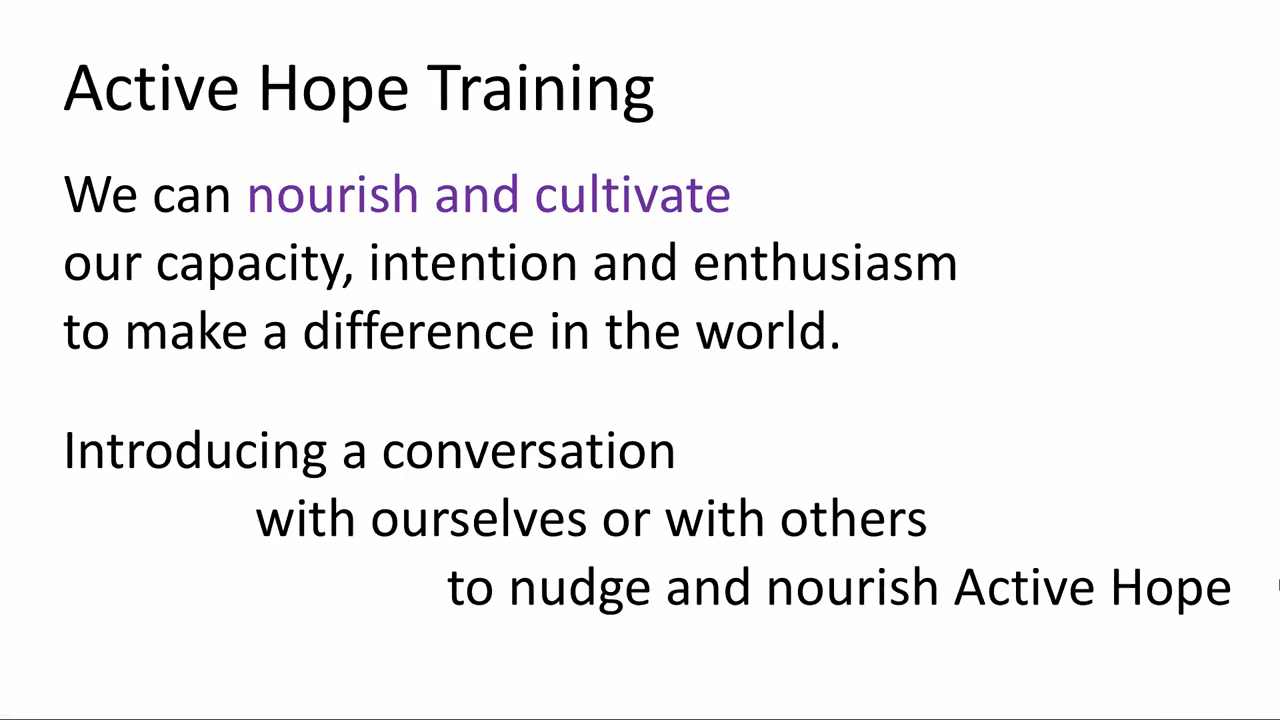 Active Hope Training
We can nourish and cultivate
our capacity, intention and enthusiasm
to make a difference in the world.
Introducing a conversation
with ourselves or with others
to nudge and nourish Active Hope